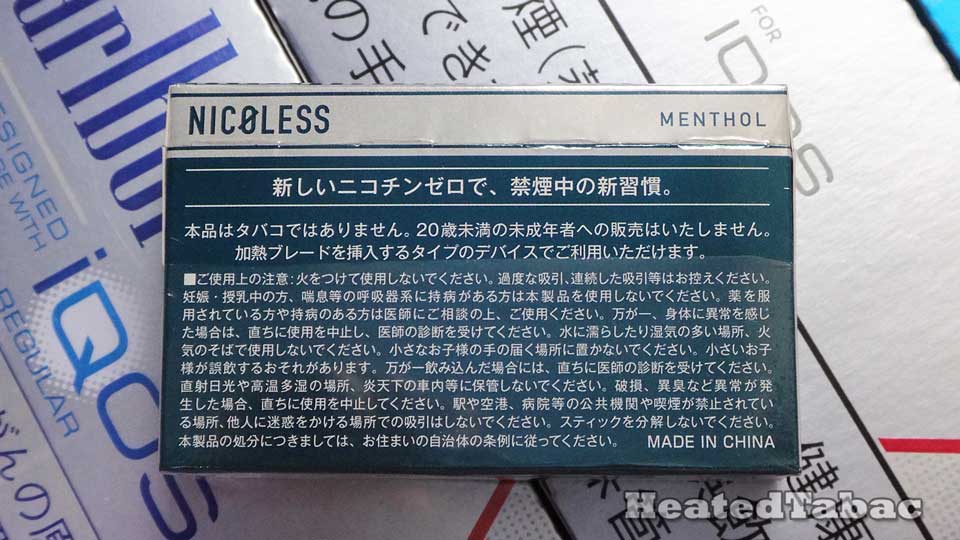 NICOLESS
MENTHOL
新しいニコチンゼロで、禁煙中の新習慣。
本品はタバコではありません。20歳未満の未成年者への販売はいたしません。
加熱ブレードを挿入するタイプのデバイスでご利用いただけます。
■ご使用上の注意:火をつけて使用しないでください。過度な吸引、連続した吸引等はお控えください。
妊娠・授乳中の方、喘息等の呼吸器系に持病がある方は本製品を使用しないでください。薬を服
用されている方や持病のある方は医師にご相談の上、ご使用ください。万が一、身体に異常を感じ
た場合は、直ちに使用を中止し、医師の診断を受けてください。水に濡らしたり湿気の多い場所、火
気のそばで使用しないでください。小さなお子様の手の届く場所に置かないでください。小さいお子
様が誤飲するおそれがあります。万が一飲み込んだ場合には、直ちに医師の診断を受けてください。
直射日光や高温多湿の場所、炎天下の車内等に保管しないでください。破損、異臭など異常が発
生した場合、直ちに使用を中止してください。駅や空港、病院等の公共機関や喫煙が禁止されてい
る場所、他人に迷惑をかける場所での吸引はしないでください。スティックを分解しないでください。
本製品の処分につきましては、お住まいの自治体の条例に従ってください。 MADE IN CHINA
arlbor
DESIGNED
WITH
iQOS
REGULAR
の手
でき
煙(
FOR
iQOS
がんの
健康
HeatedTabac